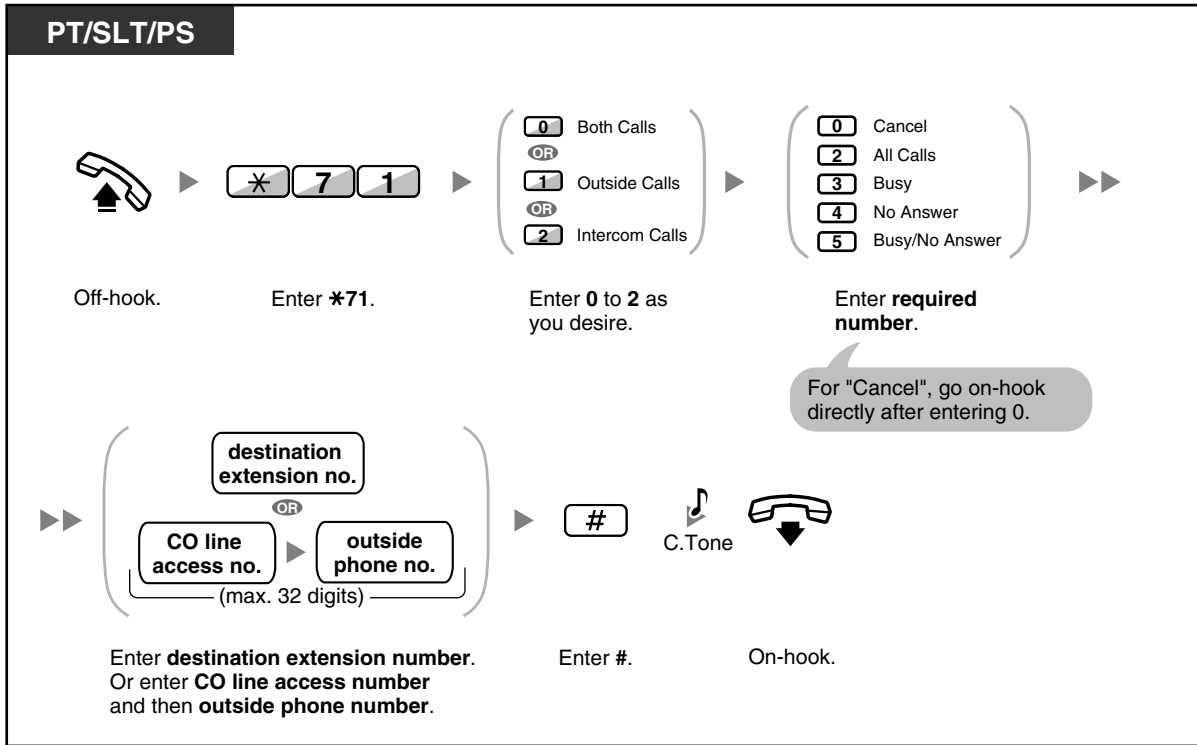 PT/SLT/PS
0 Both Calls
OR
1 Outside Calls
OR
2 Intercom Calls
0 Cancel
2 All Calls
3 Busy
4 No Answer
5 Busy/No Answer
* 7 1
Off-hook.
Enter *71.
Enter 0 to 2 as
you desire.
Enter required
number.
For "Cancel", go on-hook
directly after entering 0.
destination
extension no.
OR
CO line
access no.
outside
phone no.
(max. 32 digits)
#
C.Tone
Enter destination extension number.
Or enter CO line access number
and then outside phone number.
Enter #.
On-hook.